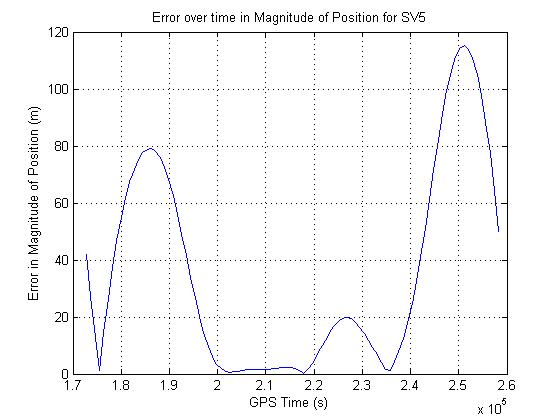 Error over time in Magnitude of Position for SV5
Error in Magnitude of Position (m)
120
100
80
60
40
20
0
1.7 1.8 1.9 2 2.1 2.2 2.3 2.4 2.5 2.6
GPS Time (s)
x 10⁵